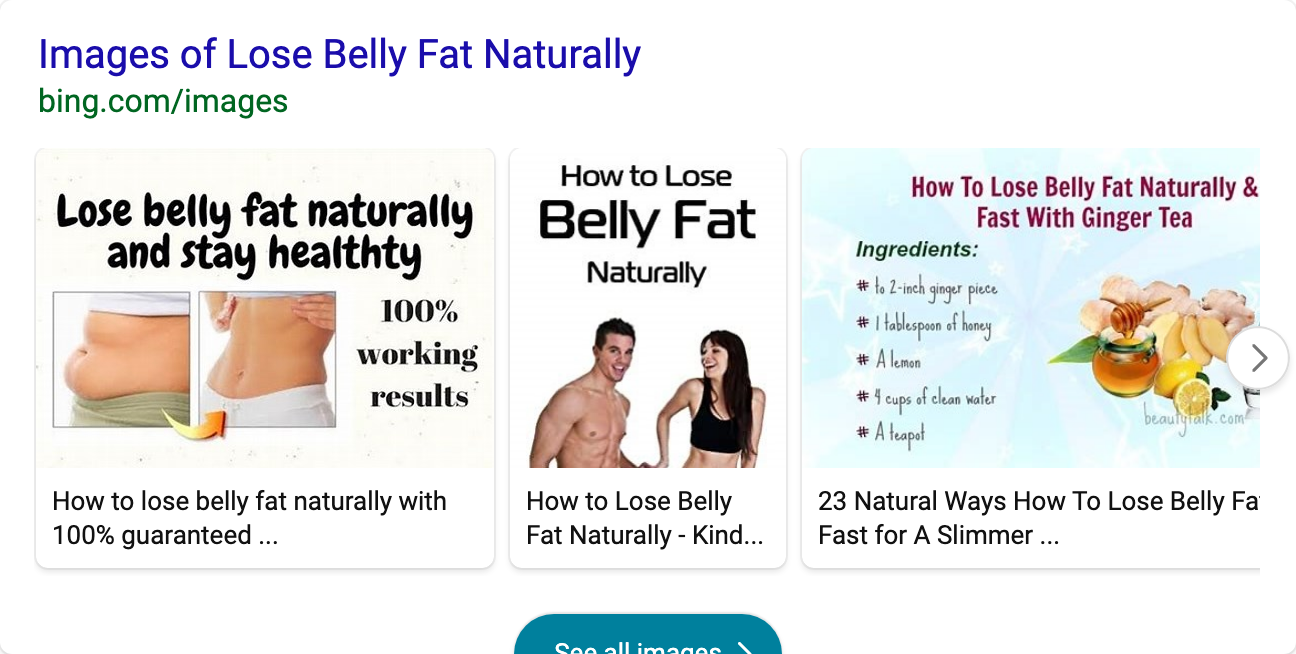 Images of Lose Belly Fat Naturally
bing.com/images
Lose belly fat naturally
and stay healthty
100%
working
results
How to lose belly fat naturally with
100% guaranteed ...
How to Lose
Belly Fat
Naturally
How to Lose Belly
Fat Naturally - Kind...
How To Lose Belly Fat Naturally &
Fast With Ginger Tea
Ingredients:
# to 2-inch ginger piece
# 1 tablespoon of honey
# A lemon
# 4 cups of clean water
# A teapot
beautytalk.com
23 Natural Ways How To Lose Belly Fa
Fast for A Slimmer ...
See all images